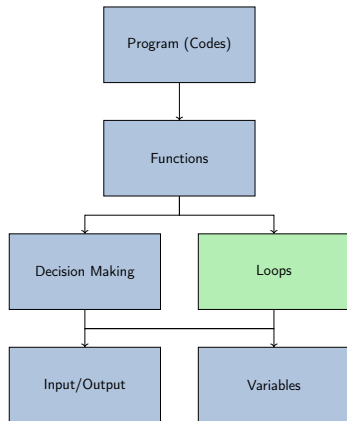 Program (Codes)
Functions
Decision Making
Loops
Input/Output
Variables